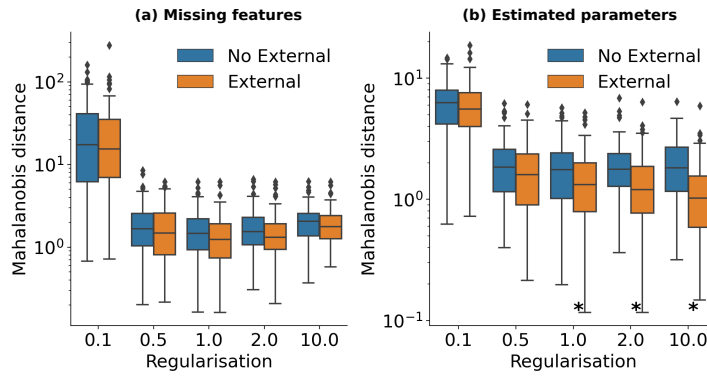 (a) Missing features
No External
External
Mahalanobis distance
10²
10¹
10⁰
0.1 0.5 1.0 2.0 10.0
Regularisation
(b) Estimated parameters
No External
External
Mahalanobis distance
10¹
10⁰
10⁻¹
* * *
0.1 0.5 1.0 2.0 10.0
Regularisation